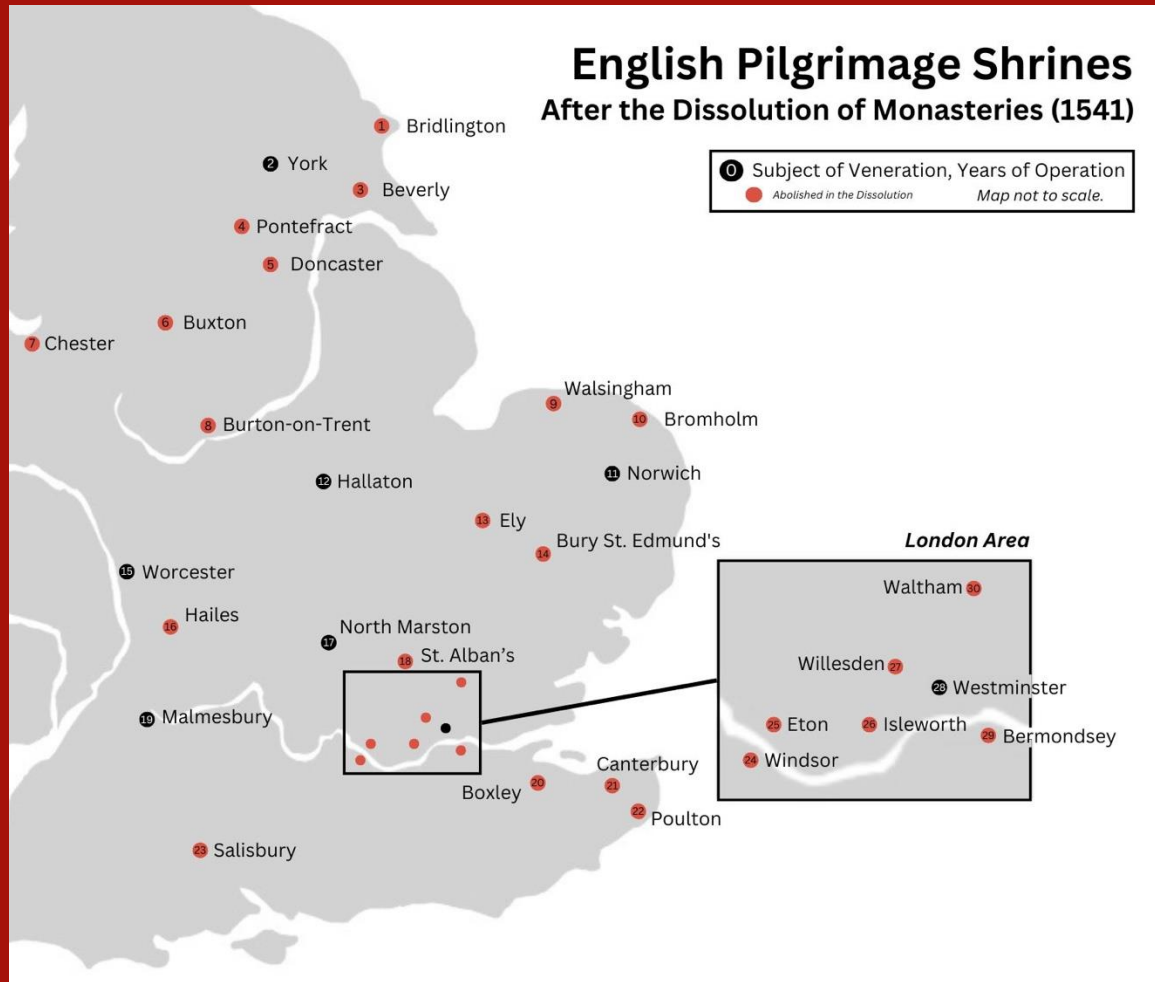 English Pilgrimage Shrines
After the Dissolution of Monasteries (1541)
0 Subject of Veneration, Years of Operation
Abolished in the Dissolution Map not to scale.
1 Bridlington
2 York
3 Beverly
4 Pontefract
5 Doncaster
6 Buxton
7 Chester
8 Burton-on-Trent
9 Walsingham
10 Bromholm
11 Norwich
12 Hallaton
13 Ely
14 Bury St. Edmund's
15 Worcester
16 Hailes
17 North Marston
18 St. Alban’s
19 Malmesbury
20 Boxley
21 Canterbury
22 Poulton
23 Salisbury
London Area
Waltham 30
Willesden 27
28 Westminster
25 Eton
26 Isleworth
29 Bermondsey
24 Windsor